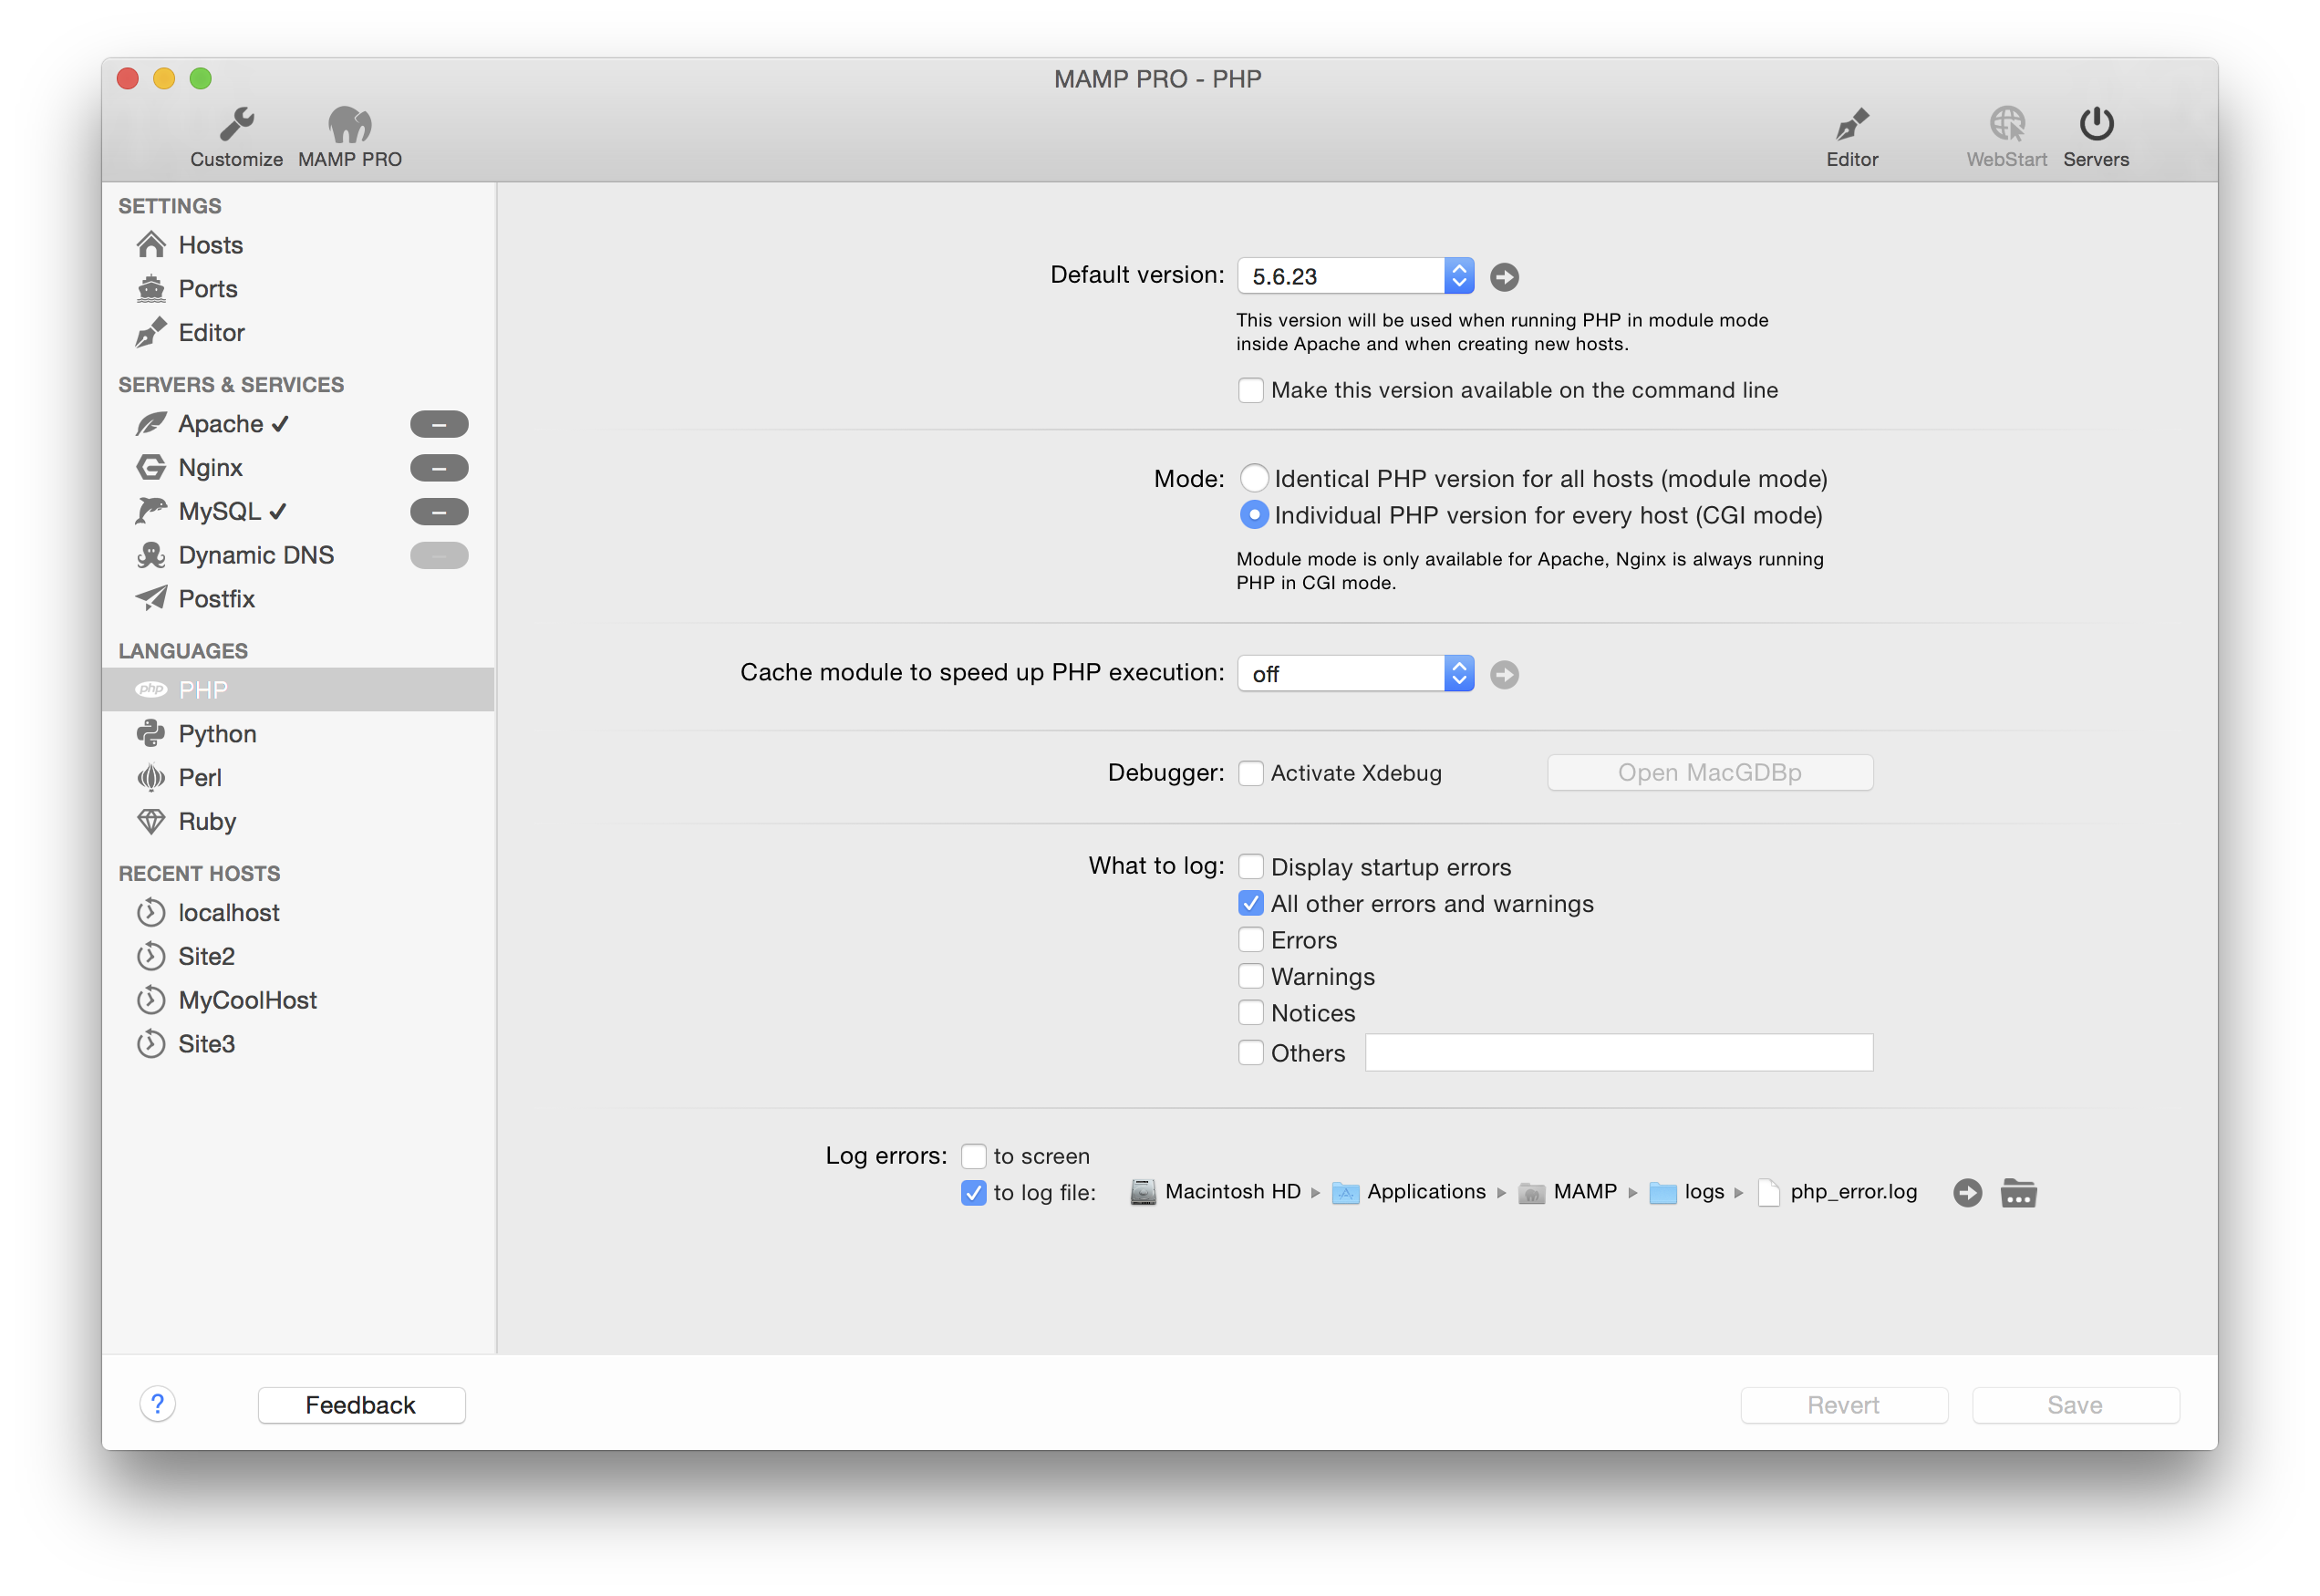 MAMP PRO - PHP
Customize
MAMP PRO
Editor
WebStart
Servers
SETTINGS
Hosts
Ports
Editor
SERVERS & SERVICES
Apache ✓
Nginx
MySQL ✓
Dynamic DNS
Postfix
LANGUAGES
php PHP
Python
Perl
Ruby
RECENT HOSTS
localhost
Site2
MyCoolHost
Site3
Default version: 5.6.23
This version will be used when running PHP in module mode
inside Apache and when creating new hosts.
Make this version available on the command line
Mode: Identical PHP version for all hosts (module mode)
Individual PHP version for every host (CGI mode)
Module mode is only available for Apache, Nginx is always running
PHP in CGI mode.
Cache module to speed up PHP execution: off
Debugger: Activate Xdebug Open MacGDBp
What to log: Display startup errors
All other errors and warnings
Errors
Warnings
Notices
Others
Log errors: to screen
to log file: Macintosh HD ▸ Applications ▸ MAMP ▸ logs ▸ php_error.log
? Feedback Revert Save